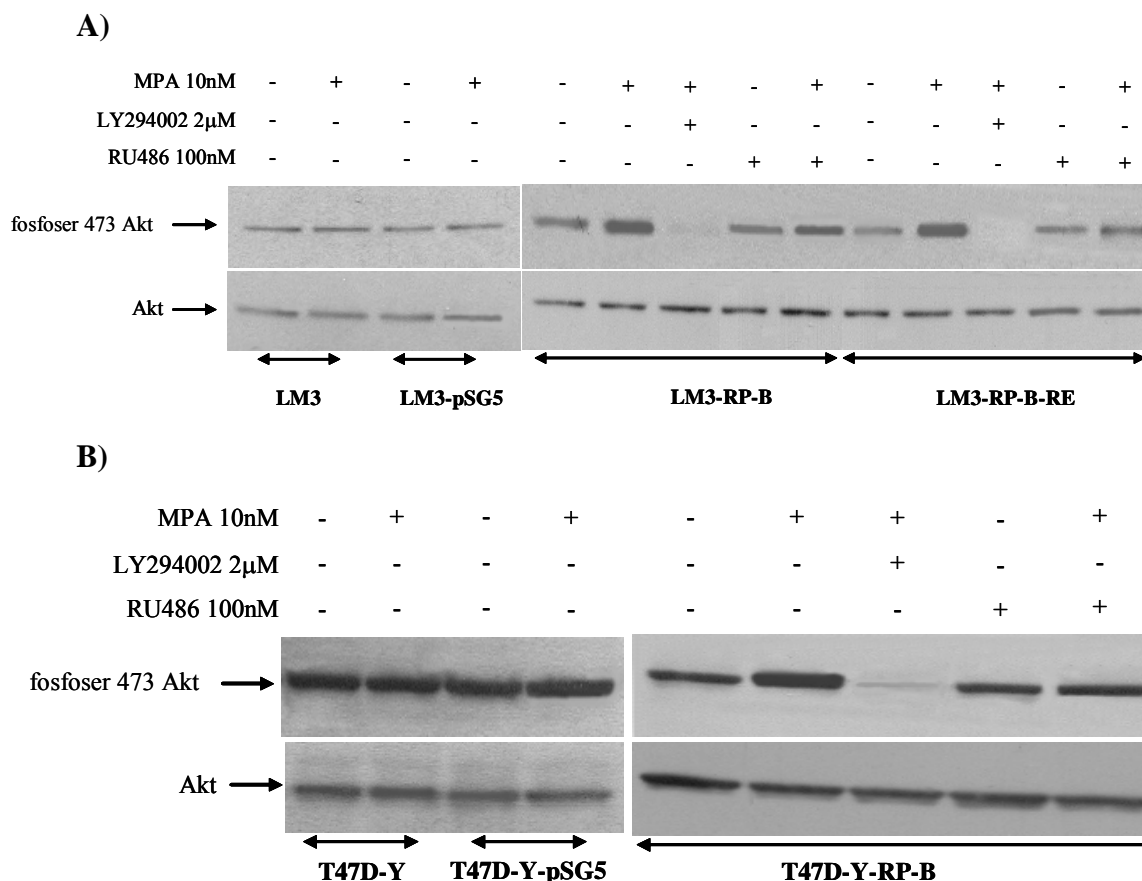 A)
MPA 10nM - + - + - + + - + - + + - +
LY294002 2μM - - - - - - + - - - - + - -
RU486 100nM - - - - - - - + + - - - + +
fosfoser 473 Akt
Akt
LM3 LM3-pSG5 LM3-RP-B LM3-RP-B-RE
B)
MPA 10nM - + - + - + + - +
LY294002 2μM - - - - - - + - -
RU486 100nM - - - - - - - + +
fosfoser 473 Akt
Akt
T47D-Y T47D-Y-pSG5 T47D-Y-RP-B